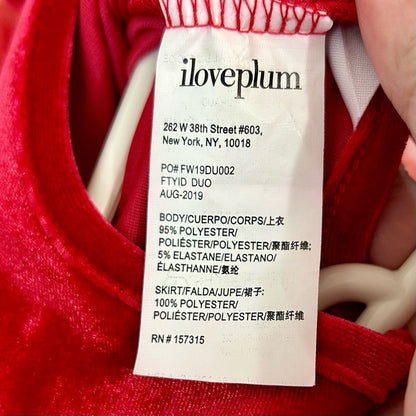 iloveplum
262 W 38th Street #603,
New York, NY, 10018
PO# FW19DU002
FTYID DUO
AUG-2019
BODY/CUERPO/CORPS/上衣
95% POLYESTER/
POLIÉSTER/POLYESTER/聚酯纤维;
5% ELASTANE/ELASTANO/
ÉLASTHANNE/氨纶
SKIRT/FALDA/JUPE/裙子:
100% POLYESTER/
POLIÉSTER/POLYESTER/聚酯纤维
RN # 157315